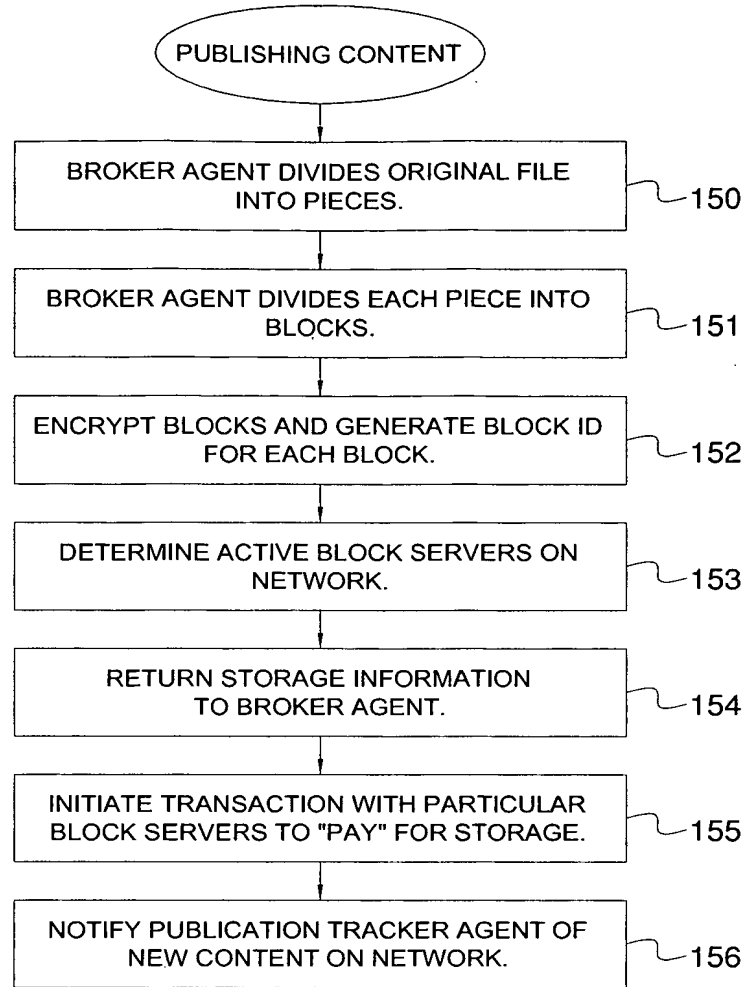 PUBLISHING CONTENT
BROKER AGENT DIVIDES ORIGINAL FILE
INTO PIECES.
150
BROKER AGENT DIVIDES EACH PIECE INTO
BLOCKS.
151
ENCRYPT BLOCKS AND GENERATE BLOCK ID
FOR EACH BLOCK.
152
DETERMINE ACTIVE BLOCK SERVERS ON
NETWORK.
153
RETURN STORAGE INFORMATION
TO BROKER AGENT.
154
INITIATE TRANSACTION WITH PARTICULAR
BLOCK SERVERS TO "PAY" FOR STORAGE.
155
NOTIFY PUBLICATION TRACKER AGENT OF
NEW CONTENT ON NETWORK.
156